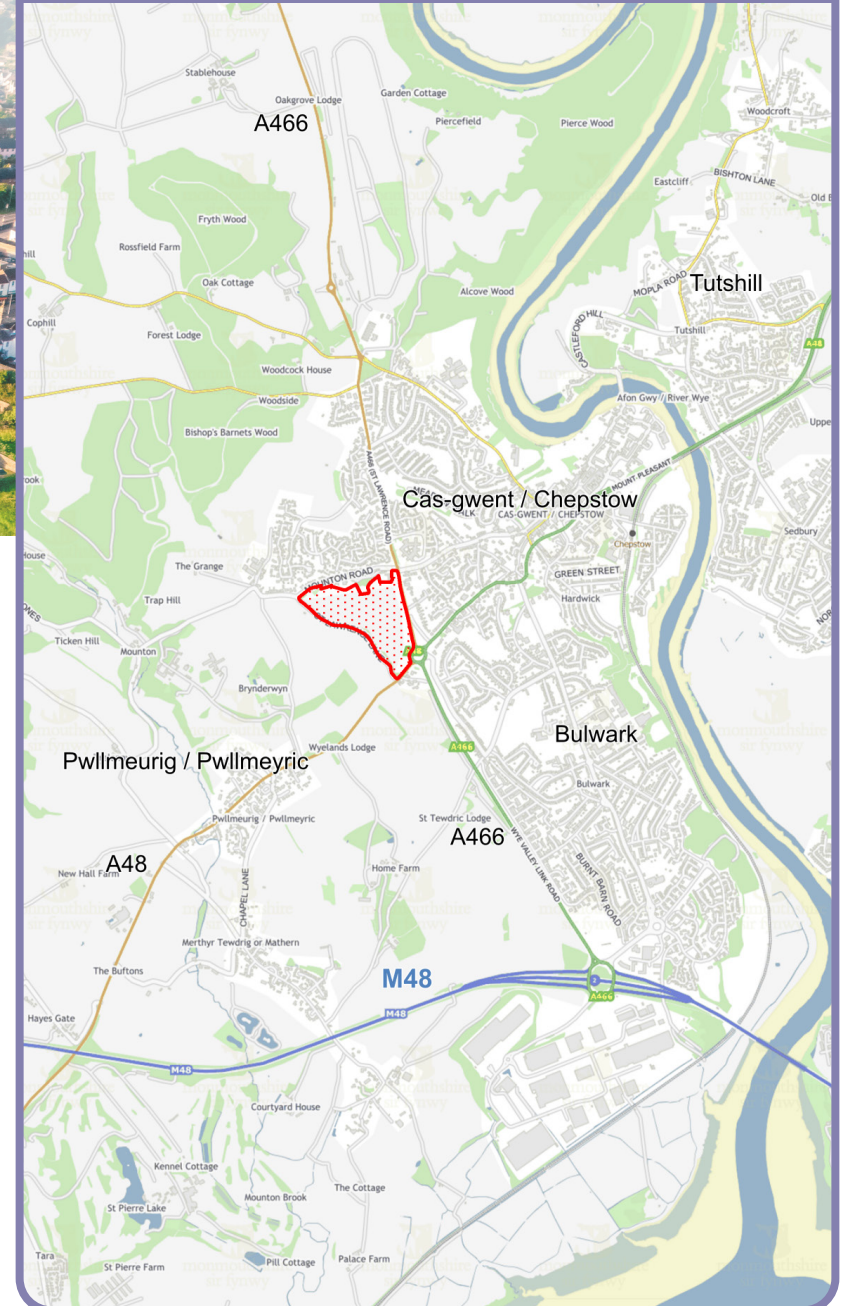 Stablehouse
Garden Cottage
Oakgrove Lodge
A466
Piercefield
Pierce Wood
Woodcroft
BISHTON LANE
Eastcliff
Fryth Wood
Rossfield Farm
Oak Cottage
Alcove Wood
MOPLA ROAD
Tutshill
Cophill
Forest Lodge
CASTLEFORD HILL
Tutshill
A48
Woodcock House
Woodside
Afon Gwy / River Wye
Bishop's Barnets Wood
A466 (ST LAWRENCE ROAD)
MOUNT PLEASANT
Cas-gwent / Chepstow
CAS-GWENT / CHEPSTOW
Sedbury
Chepstow
The Grange
MOUNTON ROAD
GREEN STREET
Trap Hill
Hardwick
Ticken Hill
Mounton
A48
Brynderwyn
Bulwark
Wyelands Lodge
A466
Pwllmeurig / Pwllmeyric
Bulwark
Pwllmeurig / Pwllmeyric
St Tewdric Lodge
A466
WYE VALLEY LINK ROAD
A48
New Hall Farm
Home Farm
BURNT BARN ROAD
CHAPEL LANE
Merthyr Tewdrig or Mathern
The Buftons
M48
2
A466
Hayes Gate
M48
M48
Courtyard House
Kennel Cottage
The Cottage
Mounton Brook
St Pierre Lake
Tara
St Pierre Farm
Pill Cottage
Palace Farm